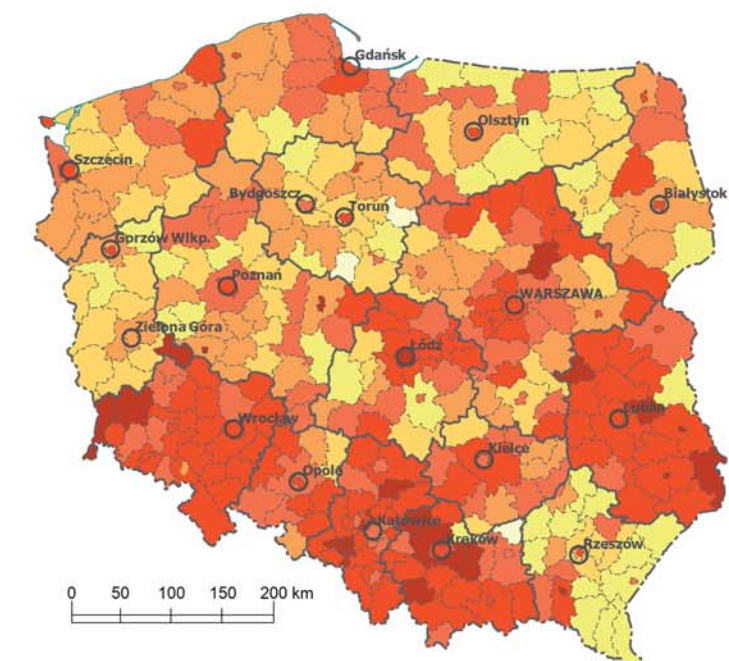 Gdańsk
Olsztyn
Szczecin
Bydgoszcz
Toruń
Białystok
Gorzów Wlkp.
Poznań
WARSZAWA
Zielona Góra
Łódź
Lublin
Wrocław
Kielce
Opole
Katowice
Kraków
Rzeszów
0 50 100 150 200 km